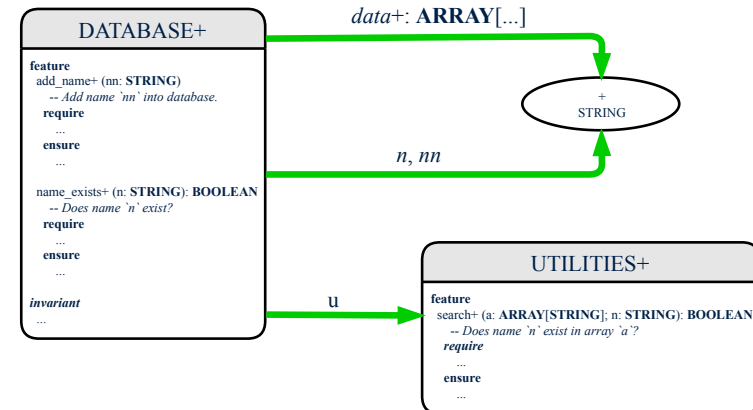 DATABASE+
feature
add_name+ (nn: STRING)
-- Add name `nn` into database.
require
...
ensure
...
name_exists+ (n: STRING): BOOLEAN
-- Does name `n` exist?
require
...
ensure
...
invariant
...
data+: ARRAY[...]
+
STRING
n, nn
u
UTILITIES+
feature
search+ (a: ARRAY[STRING]; n: STRING): BOOLEAN
-- Does name `n` exist in array `a`?
require
...
ensure
...